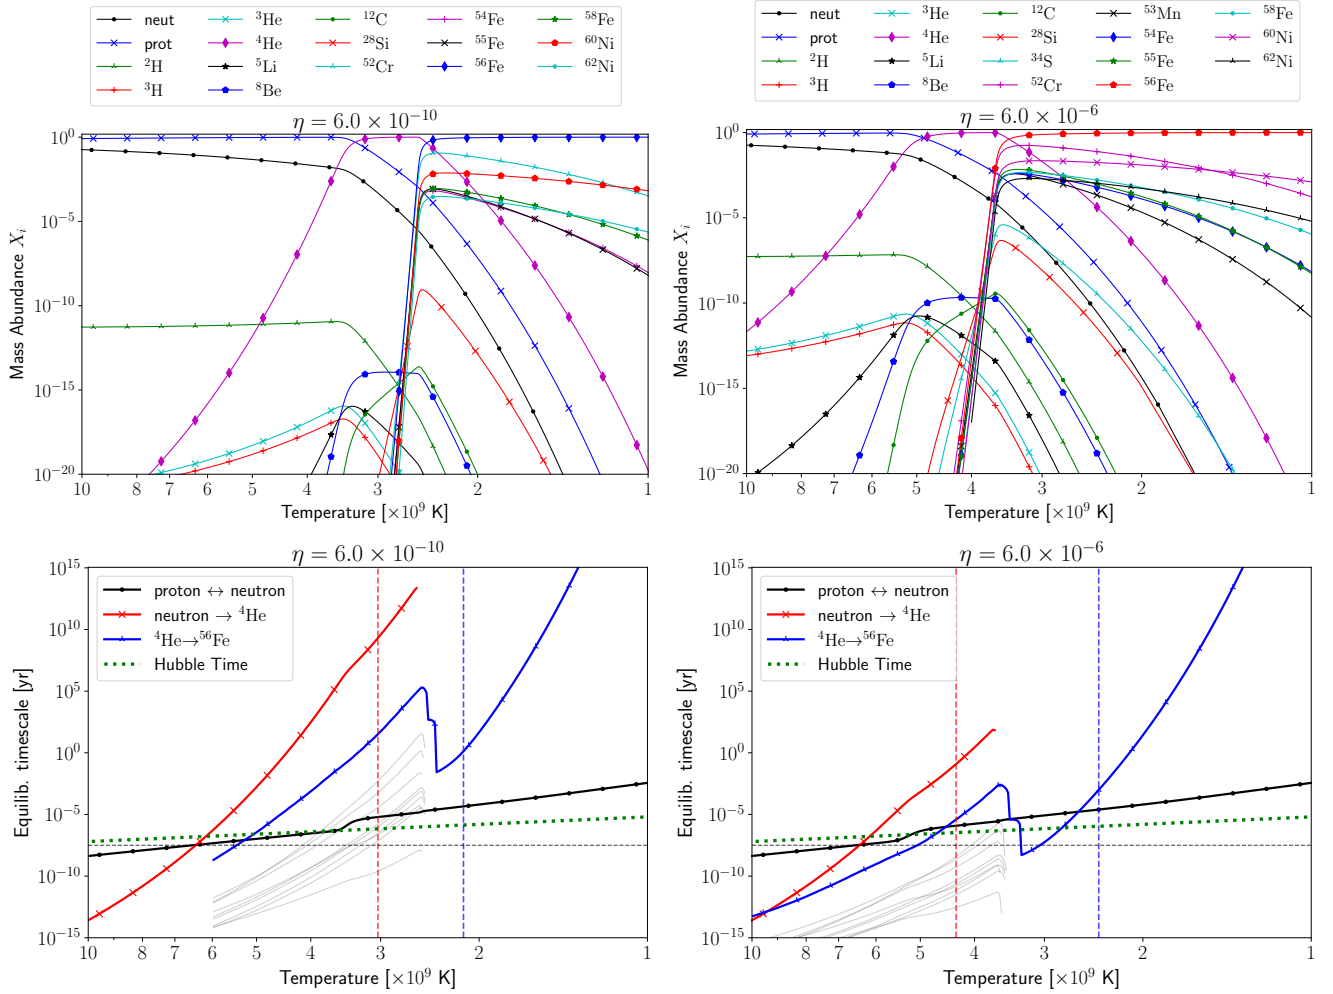 neut
prot
²H
³H
³He
⁴He
⁵Li
⁸Be
¹²C
²⁸Si
⁵²Cr
⁵⁴Fe
⁵⁵Fe
⁵⁶Fe
⁵⁸Fe
⁶⁰Ni
⁶²Ni
η = 6.0 × 10⁻¹⁰
Mass Abundance Xᵢ
10⁰
10⁻⁵
10⁻¹⁰
10⁻¹⁵
10⁻²⁰
10 8 7 6 5 4 3 2 1
Temperature [×10⁹ K]
neut
prot
²H
³H
³He
⁴He
⁵Li
⁸Be
¹²C
²⁸Si
³⁴S
⁵²Cr
⁵³Mn
⁵⁴Fe
⁵⁵Fe
⁵⁶Fe
⁵⁸Fe
⁶⁰Ni
⁶²Ni
η = 6.0 × 10⁻⁶
Mass Abundance Xᵢ
10⁰
10⁻⁵
10⁻¹⁰
10⁻¹⁵
10⁻²⁰
10 8 7 6 5 4 3 2 1
Temperature [×10⁹ K]
η = 6.0 × 10⁻¹⁰
proton ↔ neutron
neutron → ⁴He
⁴He→⁵⁶Fe
Hubble Time
Equilib. timescale [yr]
10¹⁵
10¹⁰
10⁵
10⁰
10⁻⁵
10⁻¹⁰
10⁻¹⁵
10 8 7 6 5 4 3 2 1
Temperature [×10⁹ K]
η = 6.0 × 10⁻⁶
proton ↔ neutron
neutron → ⁴He
⁴He→⁵⁶Fe
Hubble Time
Equilib. timescale [yr]
10¹⁵
10¹⁰
10⁵
10⁰
10⁻⁵
10⁻¹⁰
10⁻¹⁵
10 8 7 6 5 4 3 2 1
Temperature [×10⁹ K]